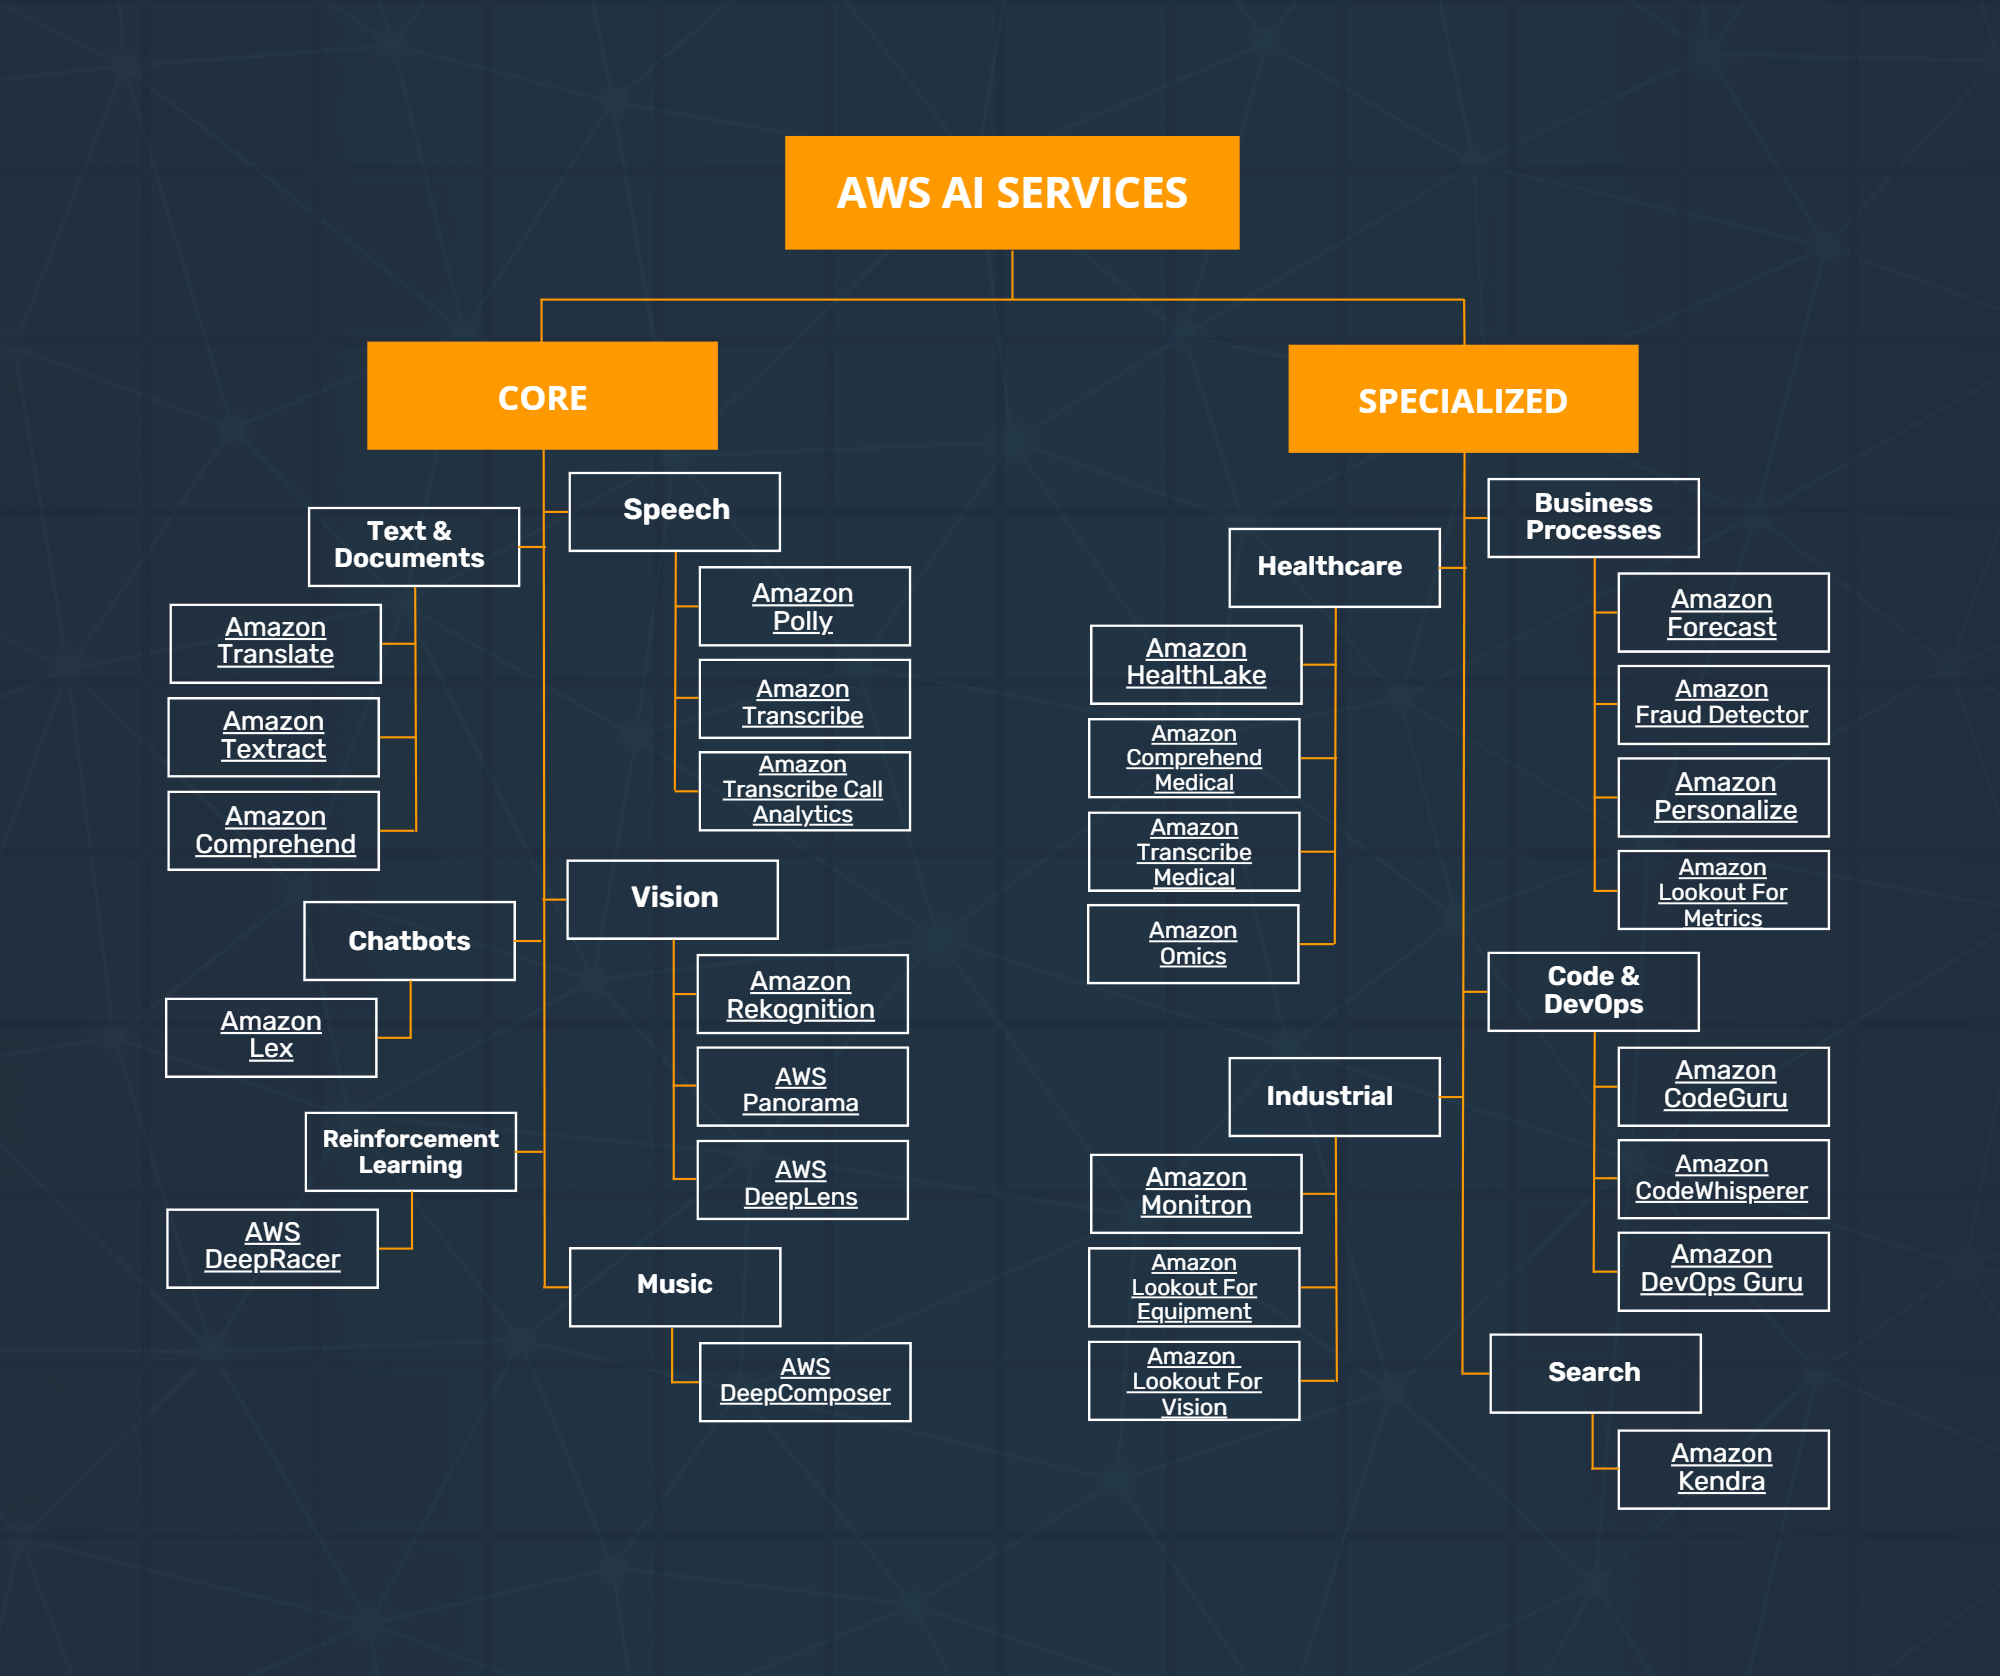 AWS AI SERVICES
CORE
Text &
Documents
Amazon
Translate
Amazon
Textract
Amazon
Comprehend
Chatbots
Amazon
Lex
Reinforcement
Learning
AWS
DeepRacer
Speech
Amazon
Polly
Amazon
Transcribe
Amazon
Transcribe Call
Analytics
Vision
Amazon
Rekognition
AWS
Panorama
AWS
DeepLens
Music
AWS
DeepComposer
SPECIALIZED
Healthcare
Amazon
HealthLake
Amazon
Comprehend
Medical
Amazon
Transcribe
Medical
Amazon
Omics
Industrial
Amazon
Monitron
Amazon
Lookout For
Equipment
Amazon
Lookout For
Vision
Business
Processes
Amazon
Forecast
Amazon
Fraud Detector
Amazon
Personalize
Amazon
Lookout For
Metrics
Code &
DevOps
Amazon
CodeGuru
Amazon
CodeWhisperer
Amazon
DevOps Guru
Search
Amazon
Kendra